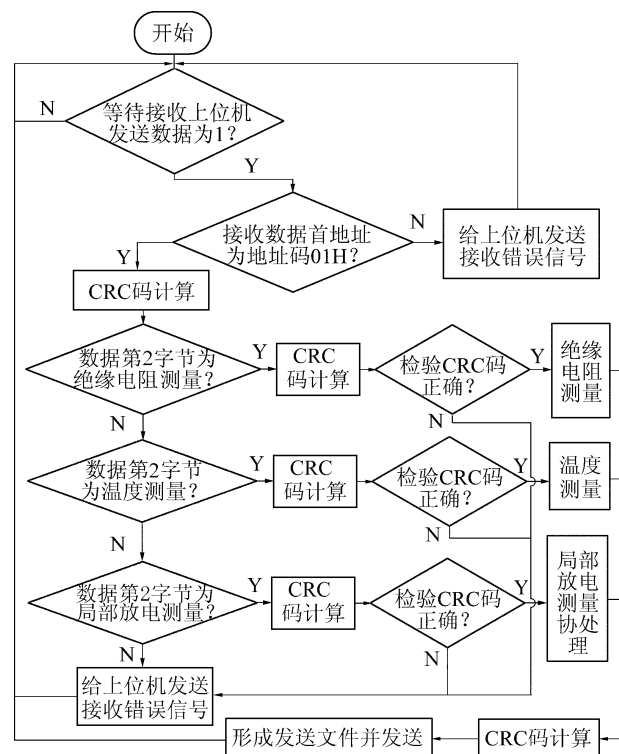 开始
等待接收上位机
发送数据为1？
N
Y
接收数据首地址
为地址码01H？
N
给上位机发送
接收错误信号
Y
CRC码计算
数据第2字节为
绝缘电阻测量？
Y
CRC
码计算
检验CRC码
正确？
Y
绝缘
电阻
测量
N
N
数据第2字节
为温度测量？
Y
CRC
码计算
检验CRC码
正确？
Y
温度
测量
N
N
数据第2字节为
局部放电测量？
Y
CRC
码计算
检验CRC码
正确？
Y
局部
放电
测量
协处
理
N
N
给上位机发送
接收错误信号
形成发送文件并发送
CRC码计算